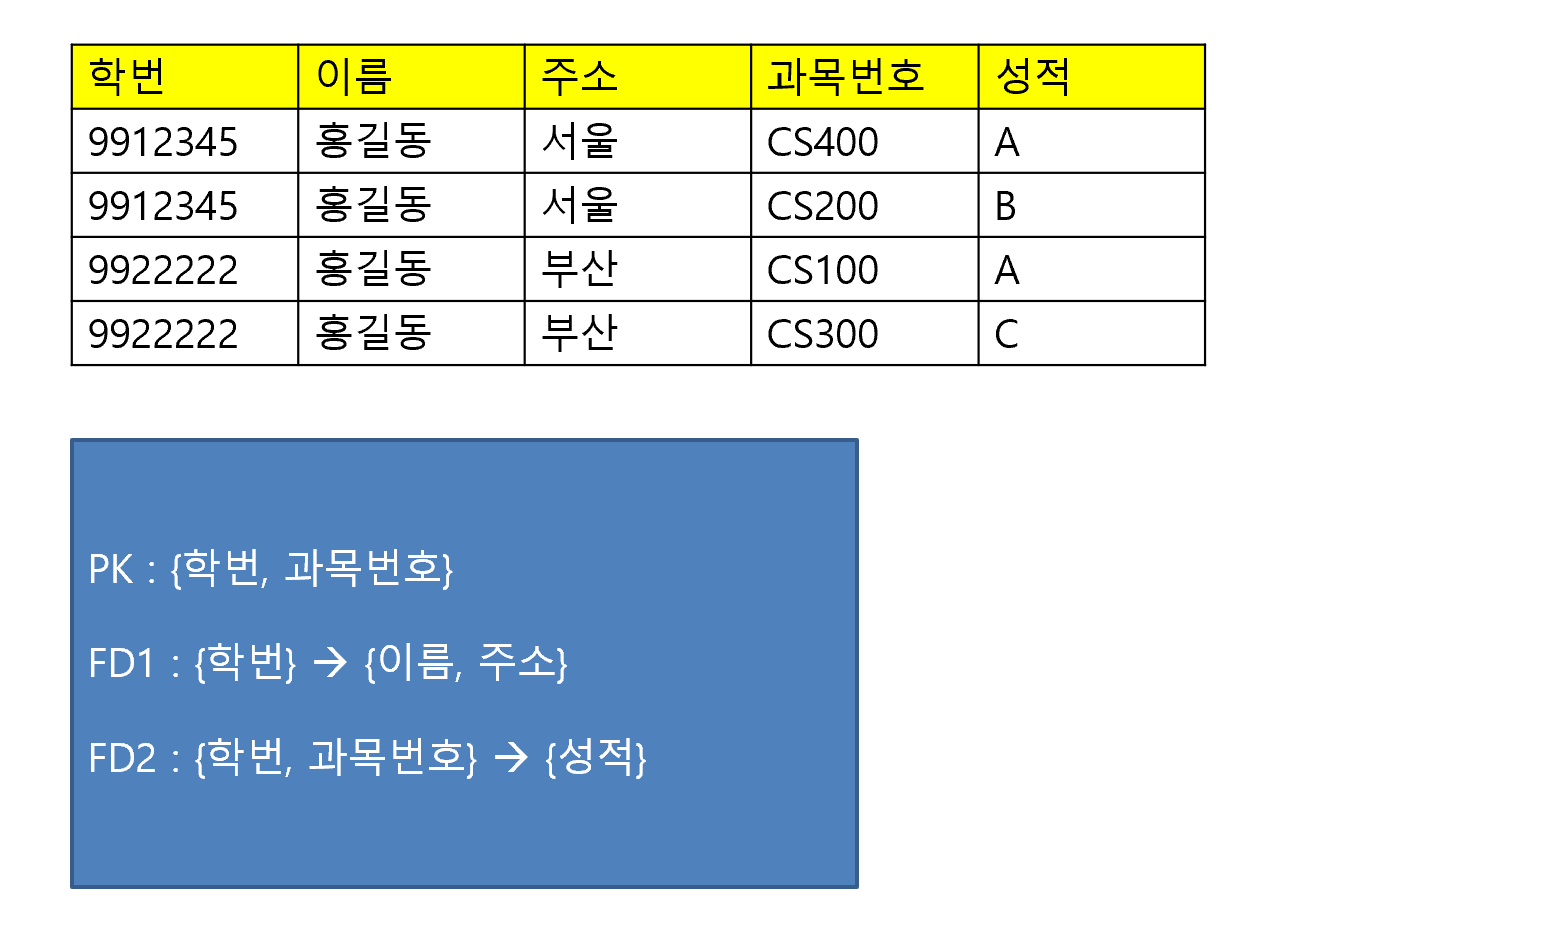 학번 이름 주소 과목번호 성적
9912345 홍길동 서울 CS400 A
9912345 홍길동 서울 CS200 B
9922222 홍길동 부산 CS100 A
9922222 홍길동 부산 CS300 C
PK : {학번, 과목번호}
FD1 : {학번} → {이름, 주소}
FD2 : {학번, 과목번호} → {성적}